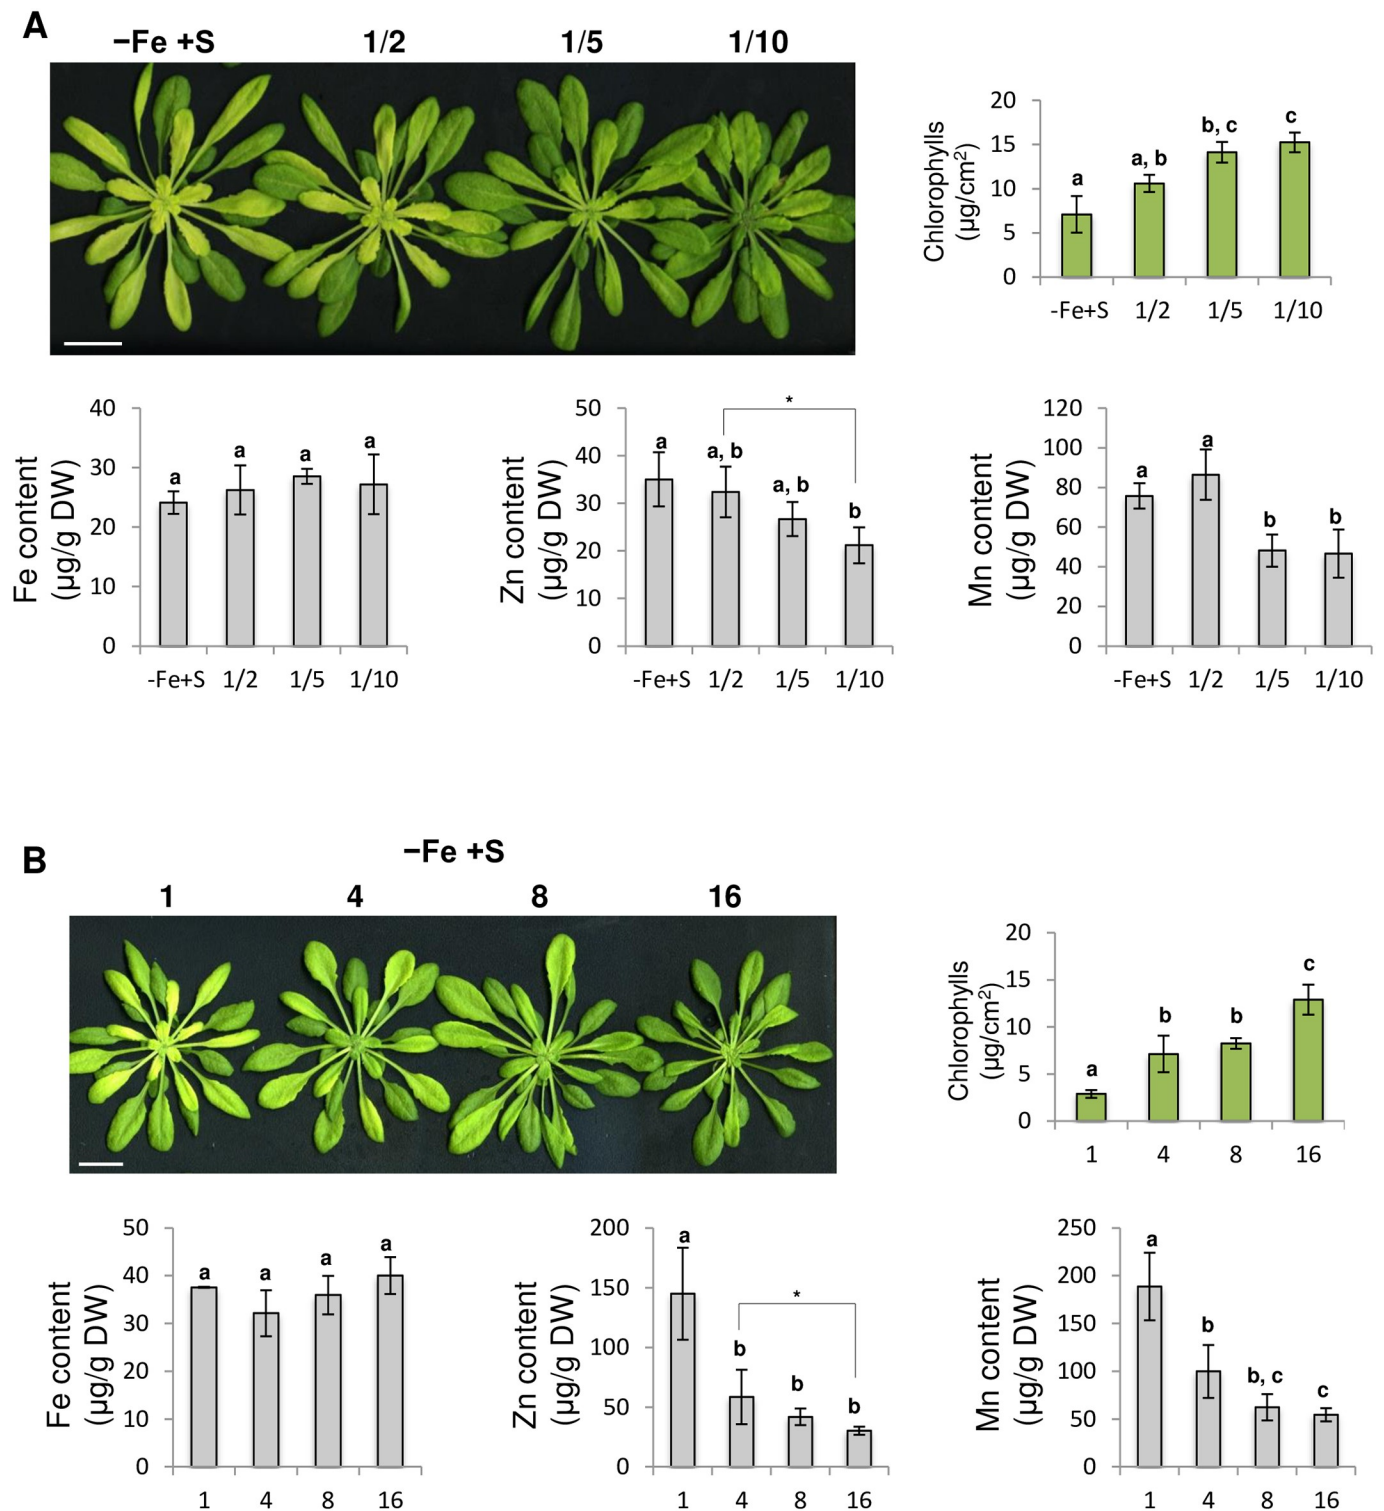 A
−Fe +S 1/2 1/5 1/10
Chlorophylls
(µg/cm²)
20
15
10
5
0
a
a, b
b, c
c
-Fe+S 1/2 1/5 1/10
Fe content
(µg/g DW)
40
30
20
10
0
a
a
a
a
-Fe+S 1/2 1/5 1/10
Zn content
(µg/g DW)
50
40
30
20
10
0
a
a, b
a, b
b
*
-Fe+S 1/2 1/5 1/10
Mn content
(µg/g DW)
120
100
80
60
40
20
0
a
a
b
b
-Fe+S 1/2 1/5 1/10
B
−Fe +S
1 4 8 16
Chlorophylls
(µg/cm²)
20
15
10
5
0
a
b
b
c
1 4 8 16
Fe content
(µg/g DW)
50
40
30
20
10
0
a
a
a
a
1 4 8 16
Zn content
(µg/g DW)
200
150
100
50
0
a
b
b
b
*
1 4 8 16
Mn content
(µg/g DW)
250
200
150
100
50
0
a
b
b, c
c
1 4 8 16